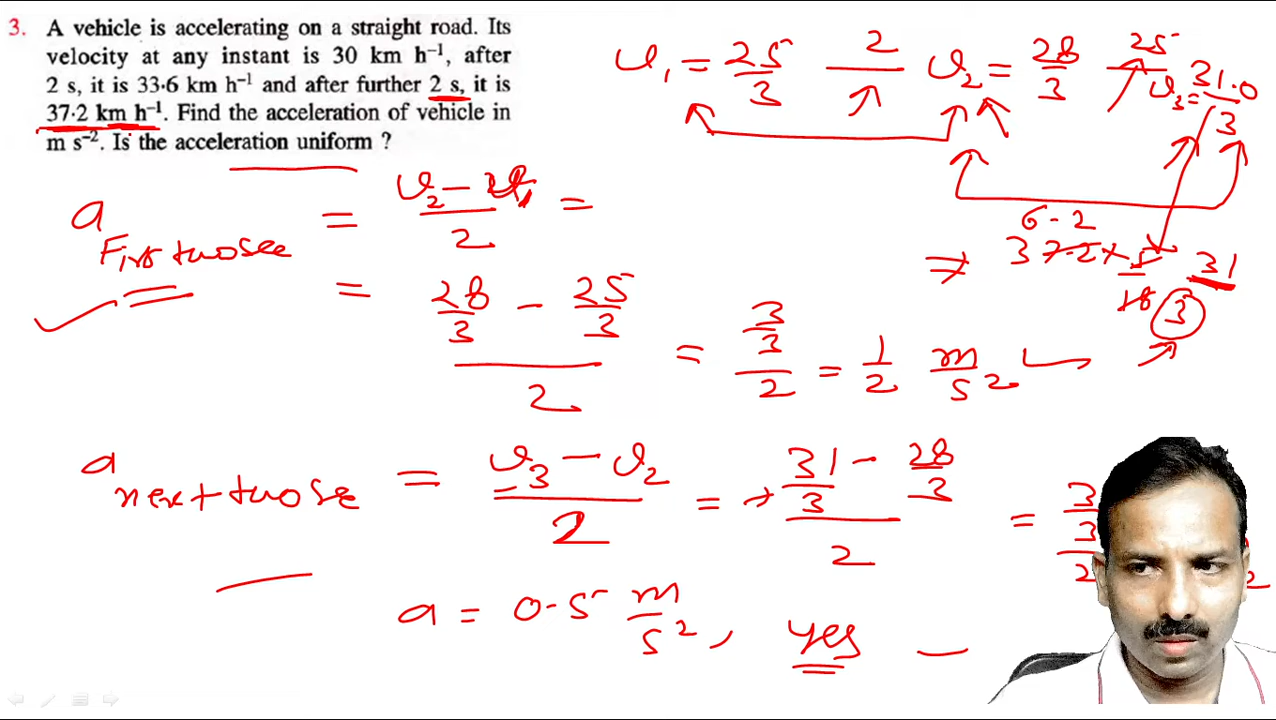 3. A vehicle is accelerating on a straight road. Its
velocity at any instant is 30 km h⁻¹, after
2 s, it is 33·6 km h⁻¹ and after further 2 s, it is
37·2 km h⁻¹. Find the acceleration of vehicle in
m s⁻². Is the acceleration uniform ?
v₁ = 25/3 2 v₂ = 28/3 2s v₃ = 31.0/3
a First two sec = (v₂ - v₁)/2 =
6.2
⇒ 37.2 × 5/18 31/3
= (28/3 - 25/3)/2 = (3/3)/2 = 1/2 m/s²
a next two se = (v₃ - v₂)/2 = (31/3 - 28/3)/2 = 3/3/2
a = 0.5 m/s², yes